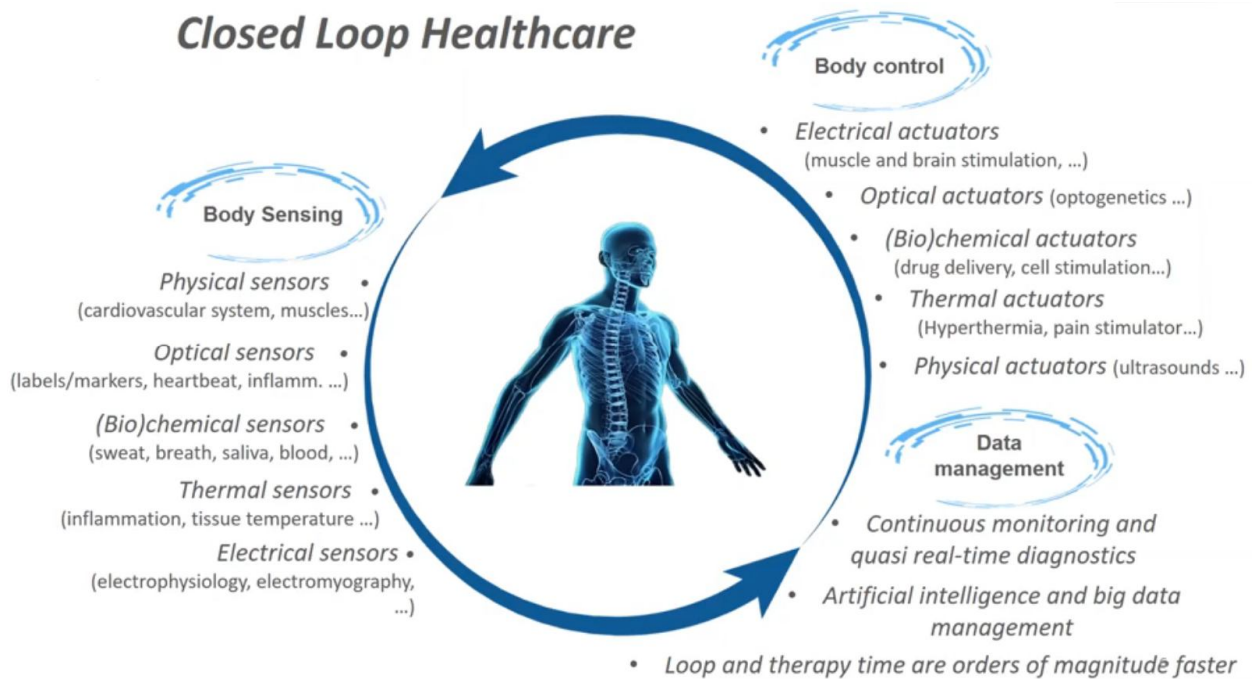 Closed Loop Healthcare
Body Sensing
Physical sensors •
(cardiovascular system, muscles...)
Optical sensors •
(labels/markers, heartbeat, inflamm. ...)
(Bio)chemical sensors •
(sweat, breath, saliva, blood, ...)
Thermal sensors •
(inflammation, tissue temperature ...)
Electrical sensors •
(electrophysiology, electromyography,
...)
Body control
• Electrical actuators
(muscle and brain stimulation, ...)
• Optical actuators (optogenetics ...)
• (Bio)chemical actuators
(drug delivery, cell stimulation...)
• Thermal actuators
(Hyperthermia, pain stimulator...)
• Physical actuators (ultrasounds ...)
Data
management
• Continuous monitoring and
quasi real-time diagnostics
• Artificial intelligence and big data
management
• Loop and therapy time are orders of magnitude faster